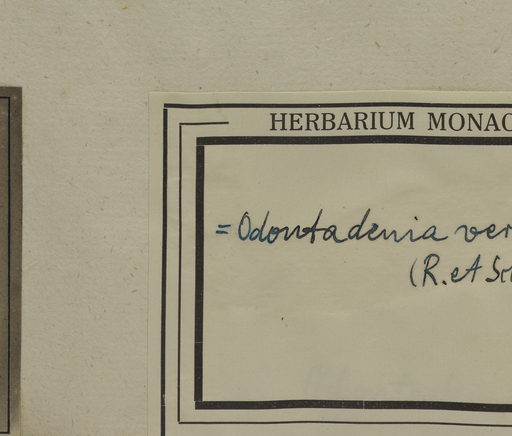 HERBARIUM MONAC
= Odontadenia ver
(R. et Sch